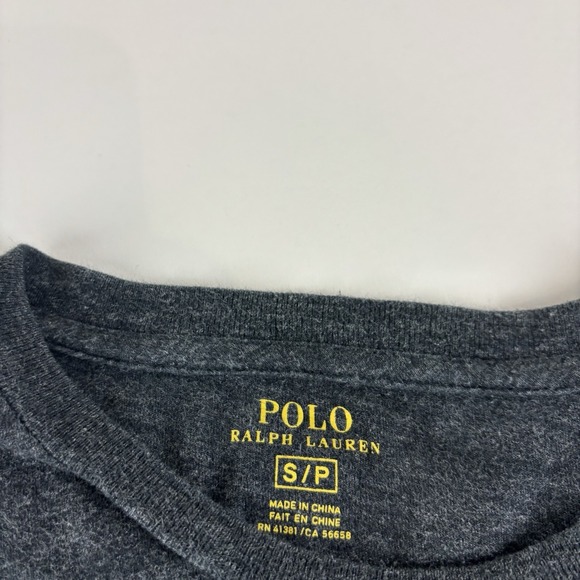 POLO
RALPH LAUREN
S/P
MADE IN CHINA
FAIT EN CHINE
RN 41381 / CA 56658